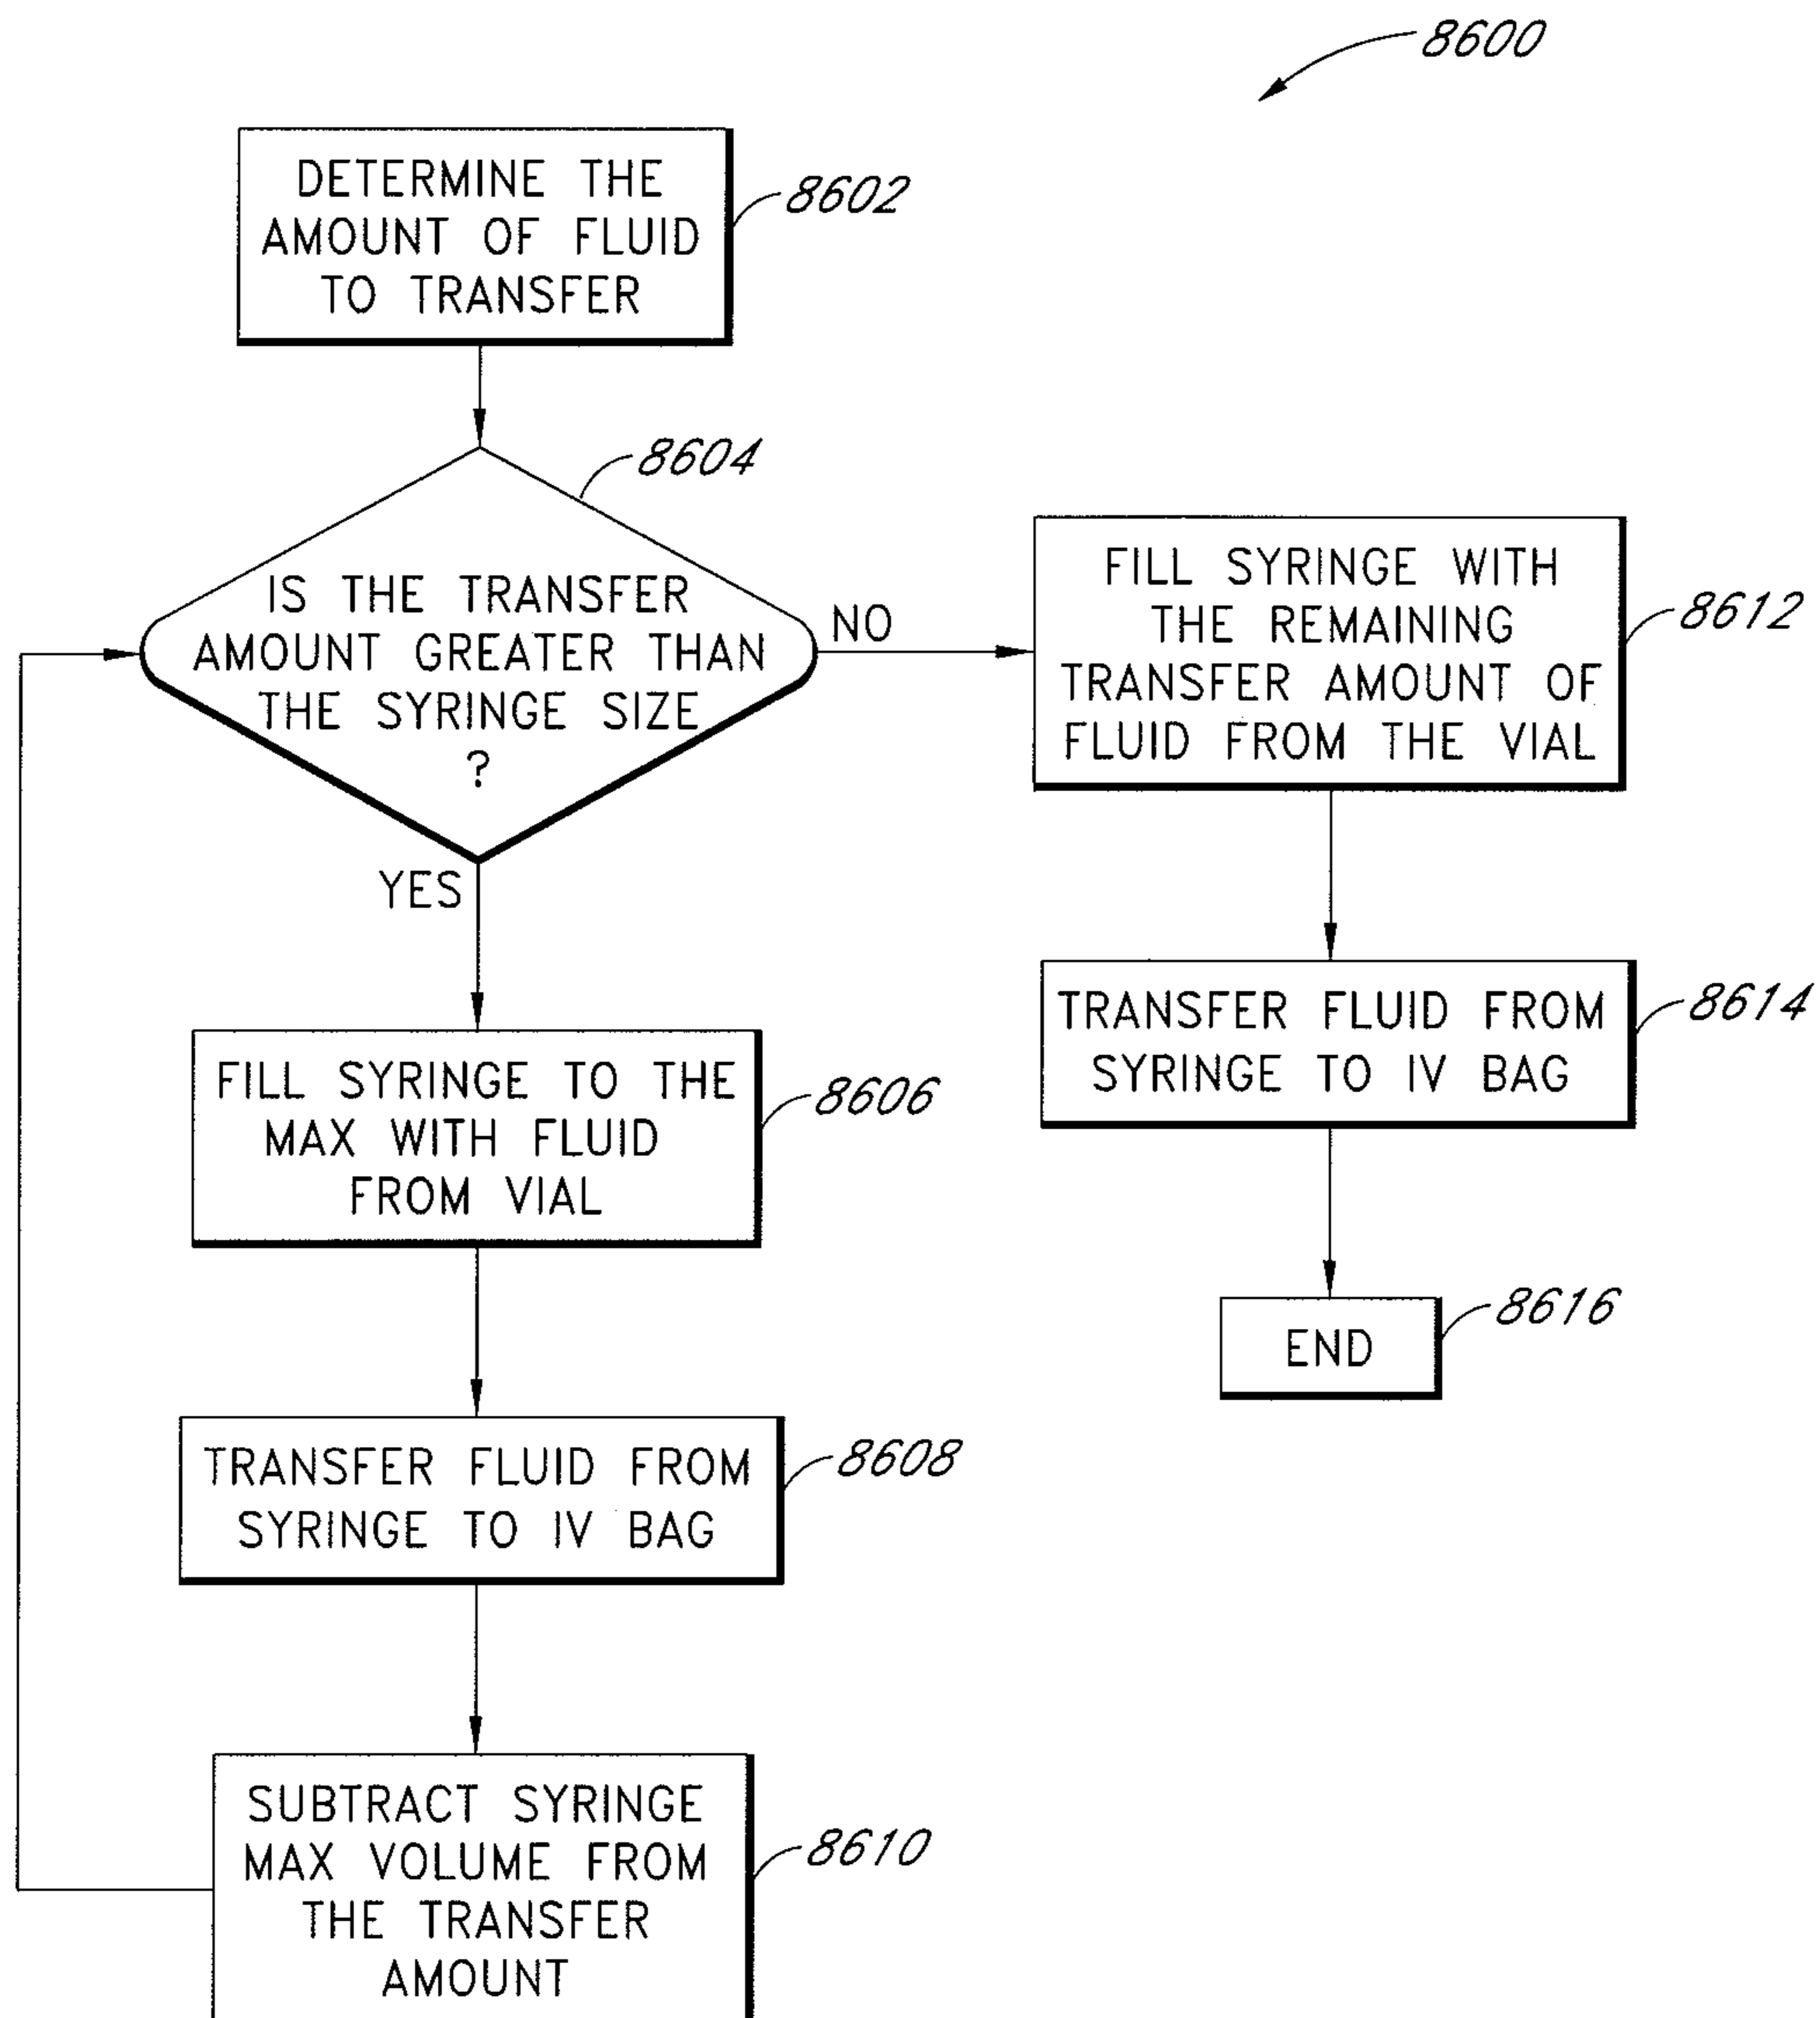 8600
DETERMINE THE
AMOUNT OF FLUID
TO TRANSFER
8602
8604
IS THE TRANSFER
AMOUNT GREATER THAN
THE SYRINGE SIZE
?
NO
YES
FILL SYRINGE WITH
THE REMAINING
TRANSFER AMOUNT OF
FLUID FROM THE VIAL
8612
TRANSFER FLUID FROM
SYRINGE TO IV BAG
8614
END
8616
FILL SYRINGE TO THE
MAX WITH FLUID
FROM VIAL
8606
TRANSFER FLUID FROM
SYRINGE TO IV BAG
8608
SUBTRACT SYRINGE
MAX VOLUME FROM
THE TRANSFER
AMOUNT
8610